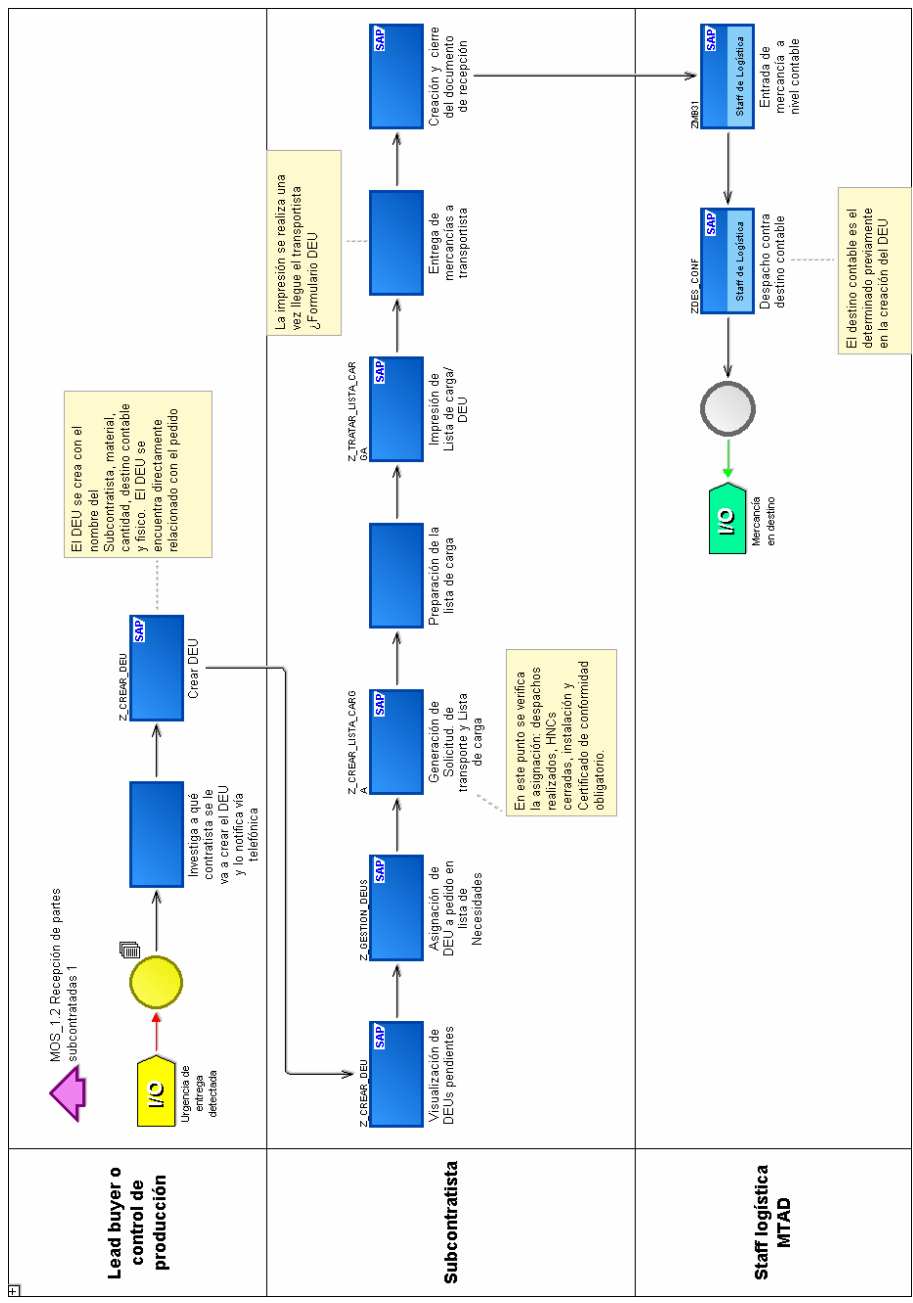 Lead buyer o
control de
producción
MOS_1.2 Recepción de partes
subcontratadas 1
I/O
Urgencia de
entrega
detectada
Investiga a qué
contratista se le
va a crear el DEU
y lo notifica vía
telefónica
Z_CREAR_DEU
SAP
Crear DEU
El DEU se crea con el
nombre del
Subcontratista, material,
cantidad, destino contable
y fisico. El DEU se
encuentra directamente
relacionado con el pedido
Subcontratista
Z_CREAR_DEU
SAP
Visualización de
DEUs pendientes
Z_GESTION_DEUS
SAP
Asignación de
DEU a pedido en
lista de
Necesidades
Z_CREAR_LISTA_CARG
A
SAP
Generación de
Solicitud. de
transporte y Lista
de carga
En este punto se verifica
la asignación: despachos
realizados, HNCs
cerradas, instalación y
Certificado de conformidad
obligatorio.
Preparación de la
lista de carga
Z_TRATAR_LISTA_CAR
GA
SAP
Impresión de
Lista de carga/
DEU
La impresión se realiza una
vez llegue el transportista
¿Formulario DEU
Entrega de
mercancías a
transportista
SAP
Creación y cierre
del documento
de recepción
Staff logística
MTAD
ZMB31
SAP
Staff de Logística
Entrada de
mercancía a
nivel contable
ZDES_CONF
SAP
Staff de Logística
Despacho contra
destino contable
El destino contable es el
determinado previamente
en la creación del DEU
I/O
Mercancía
en destino